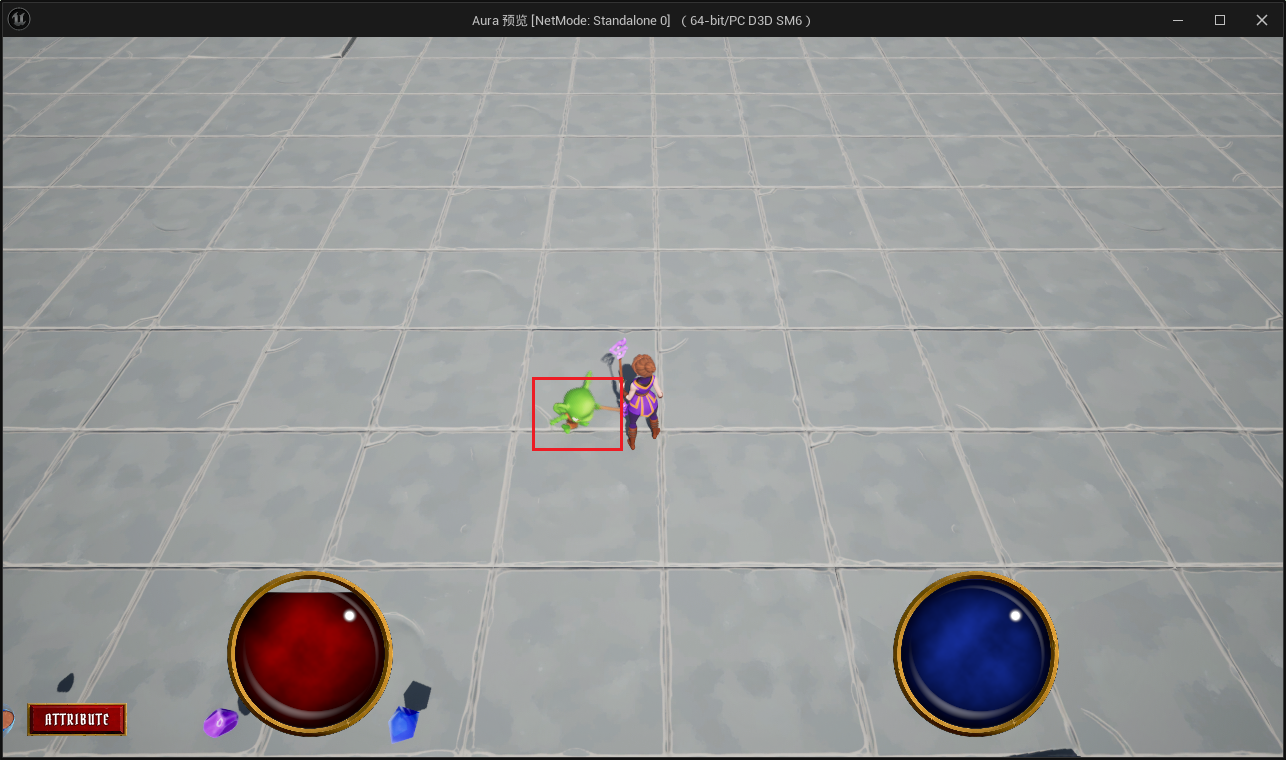 Aura 预览 [NetMode: Standalone 0] （ 64-bit/PC D3D SM6 ）
ATTRIBUTE